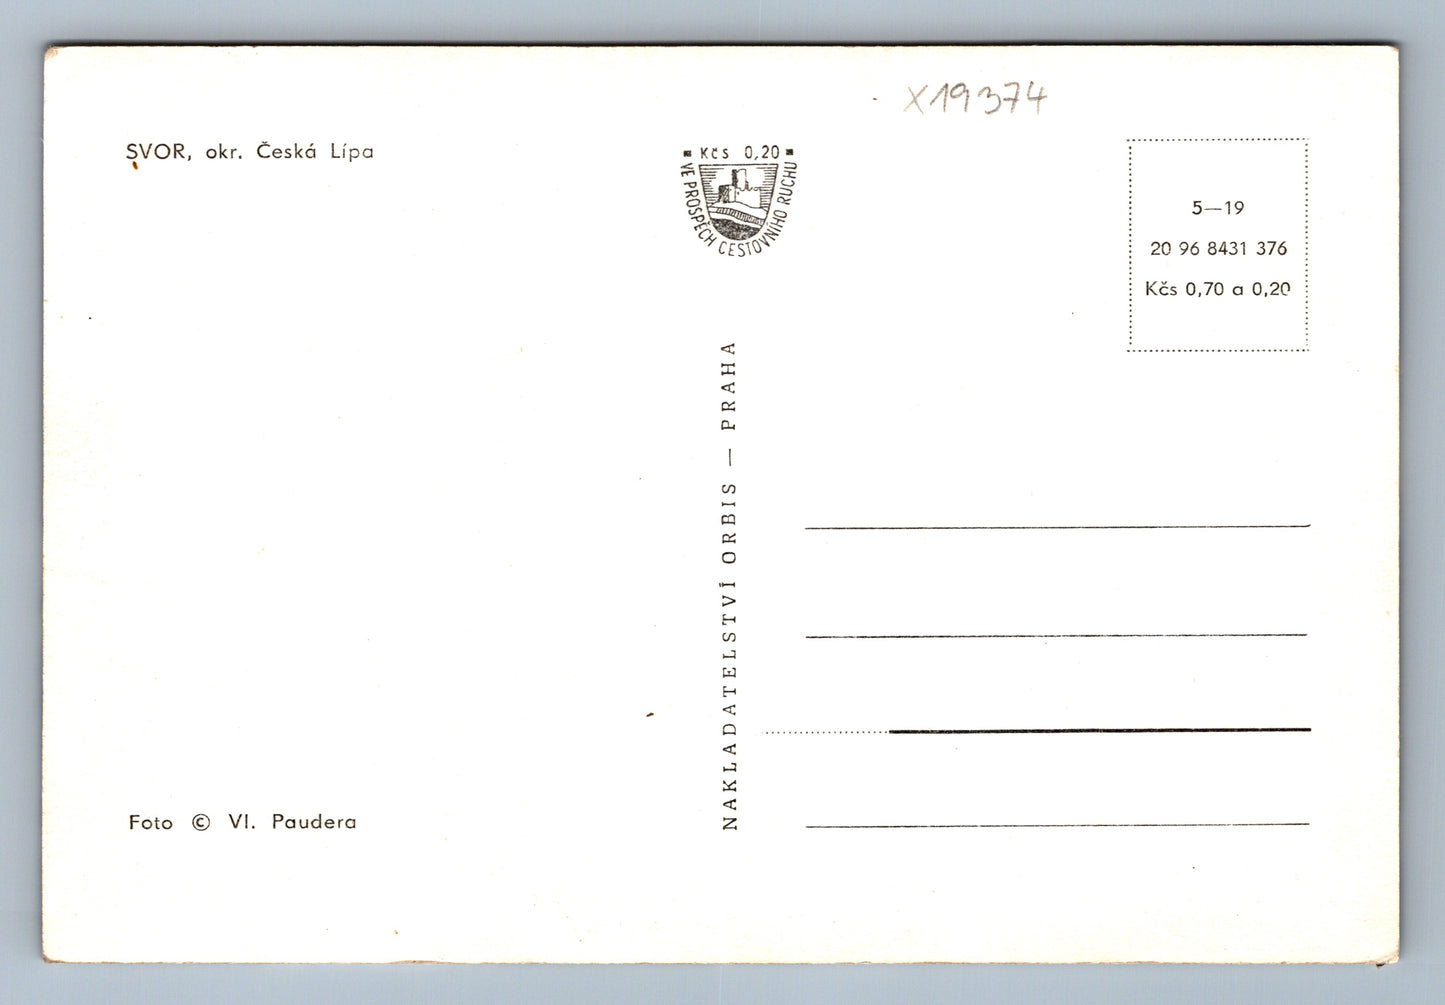 X19374
SVOR, okr. Česká Lípa
Kčs 0,20
VE PROSPĚCH CESTOVNÍHO RUCHU
5—19
20 96 8431 376
Kčs 0,70 a 0,20
NAKLADATELSTVÍ ORBIS — PRAHA
Foto © Vl. Paudera